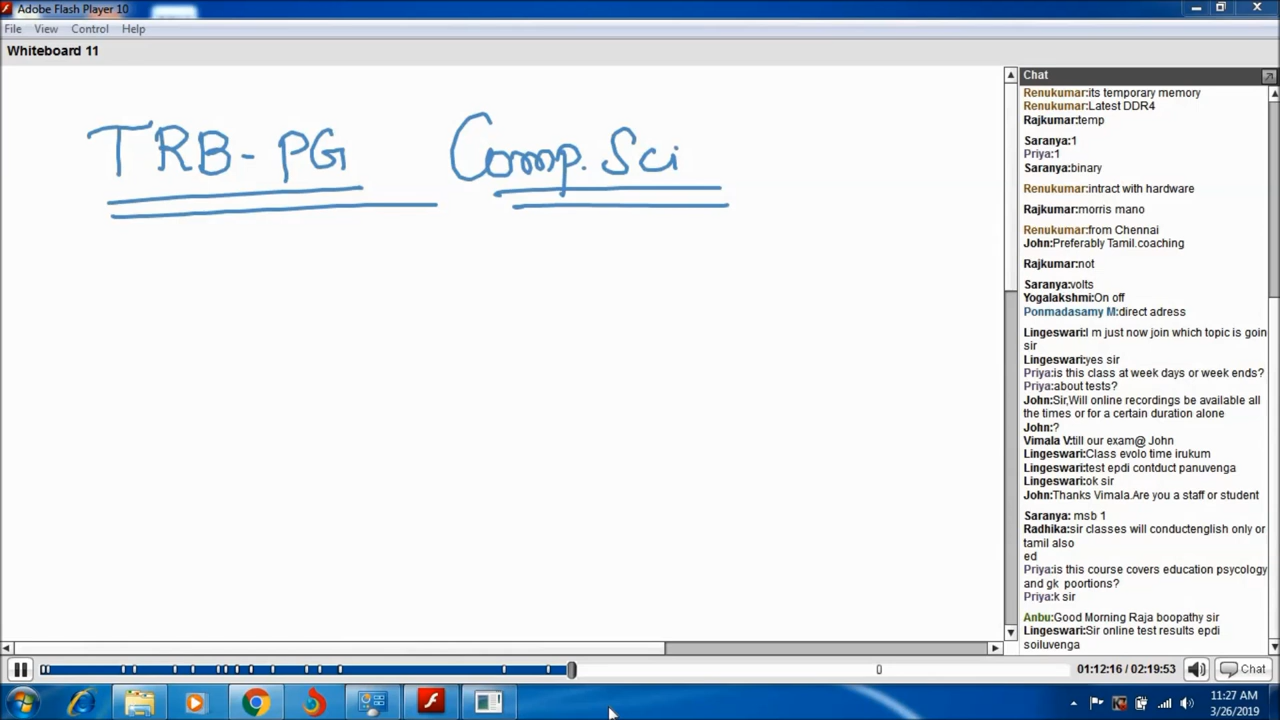 Adobe Flash Player 10
File View Control Help
Whiteboard 11
TRB-PG Comp. Sci
Chat
Renukumar:its temporary memory
Renukumar:Latest DDR4
Rajkumar:temp
Saranya:1
Priya:1
Saranya:binary
Renukumar:intract with hardware
Rajkumar:morris mano
Renukumar:from Chennai
John:Preferably Tamil.coaching
Rajkumar:not
Saranya:volts
Yogalakshmi:On off
Ponmadasamy M:direct adress
Lingeswari:I m just now join which topic is goin
sir
Lingeswari:yes sir
Priya:is this class at week days or week ends?
Priya:about tests?
John:Sir,Will online recordings be available all
the times or for a certain duration alone
John:?
Vimala V:till our exam@ John
Lingeswari:Class evolo time irukum
Lingeswari:test epdi contduct panuvenga
Lingeswari:ok sir
John:Thanks Vimala.Are you a staff or student
Saranya: msb 1
Radhika:sir classes will conductenglish only or
tamil also
ed
Priya:is this course covers education psycology
and gk poortions?
Priya:k sir
Anbu:Good Morning Raja boopathy sir
Lingeswari:Sir online test results epdi
soiluvenga
01:12:16 / 02:19:53
Chat
11:27 AM
3/26/2019